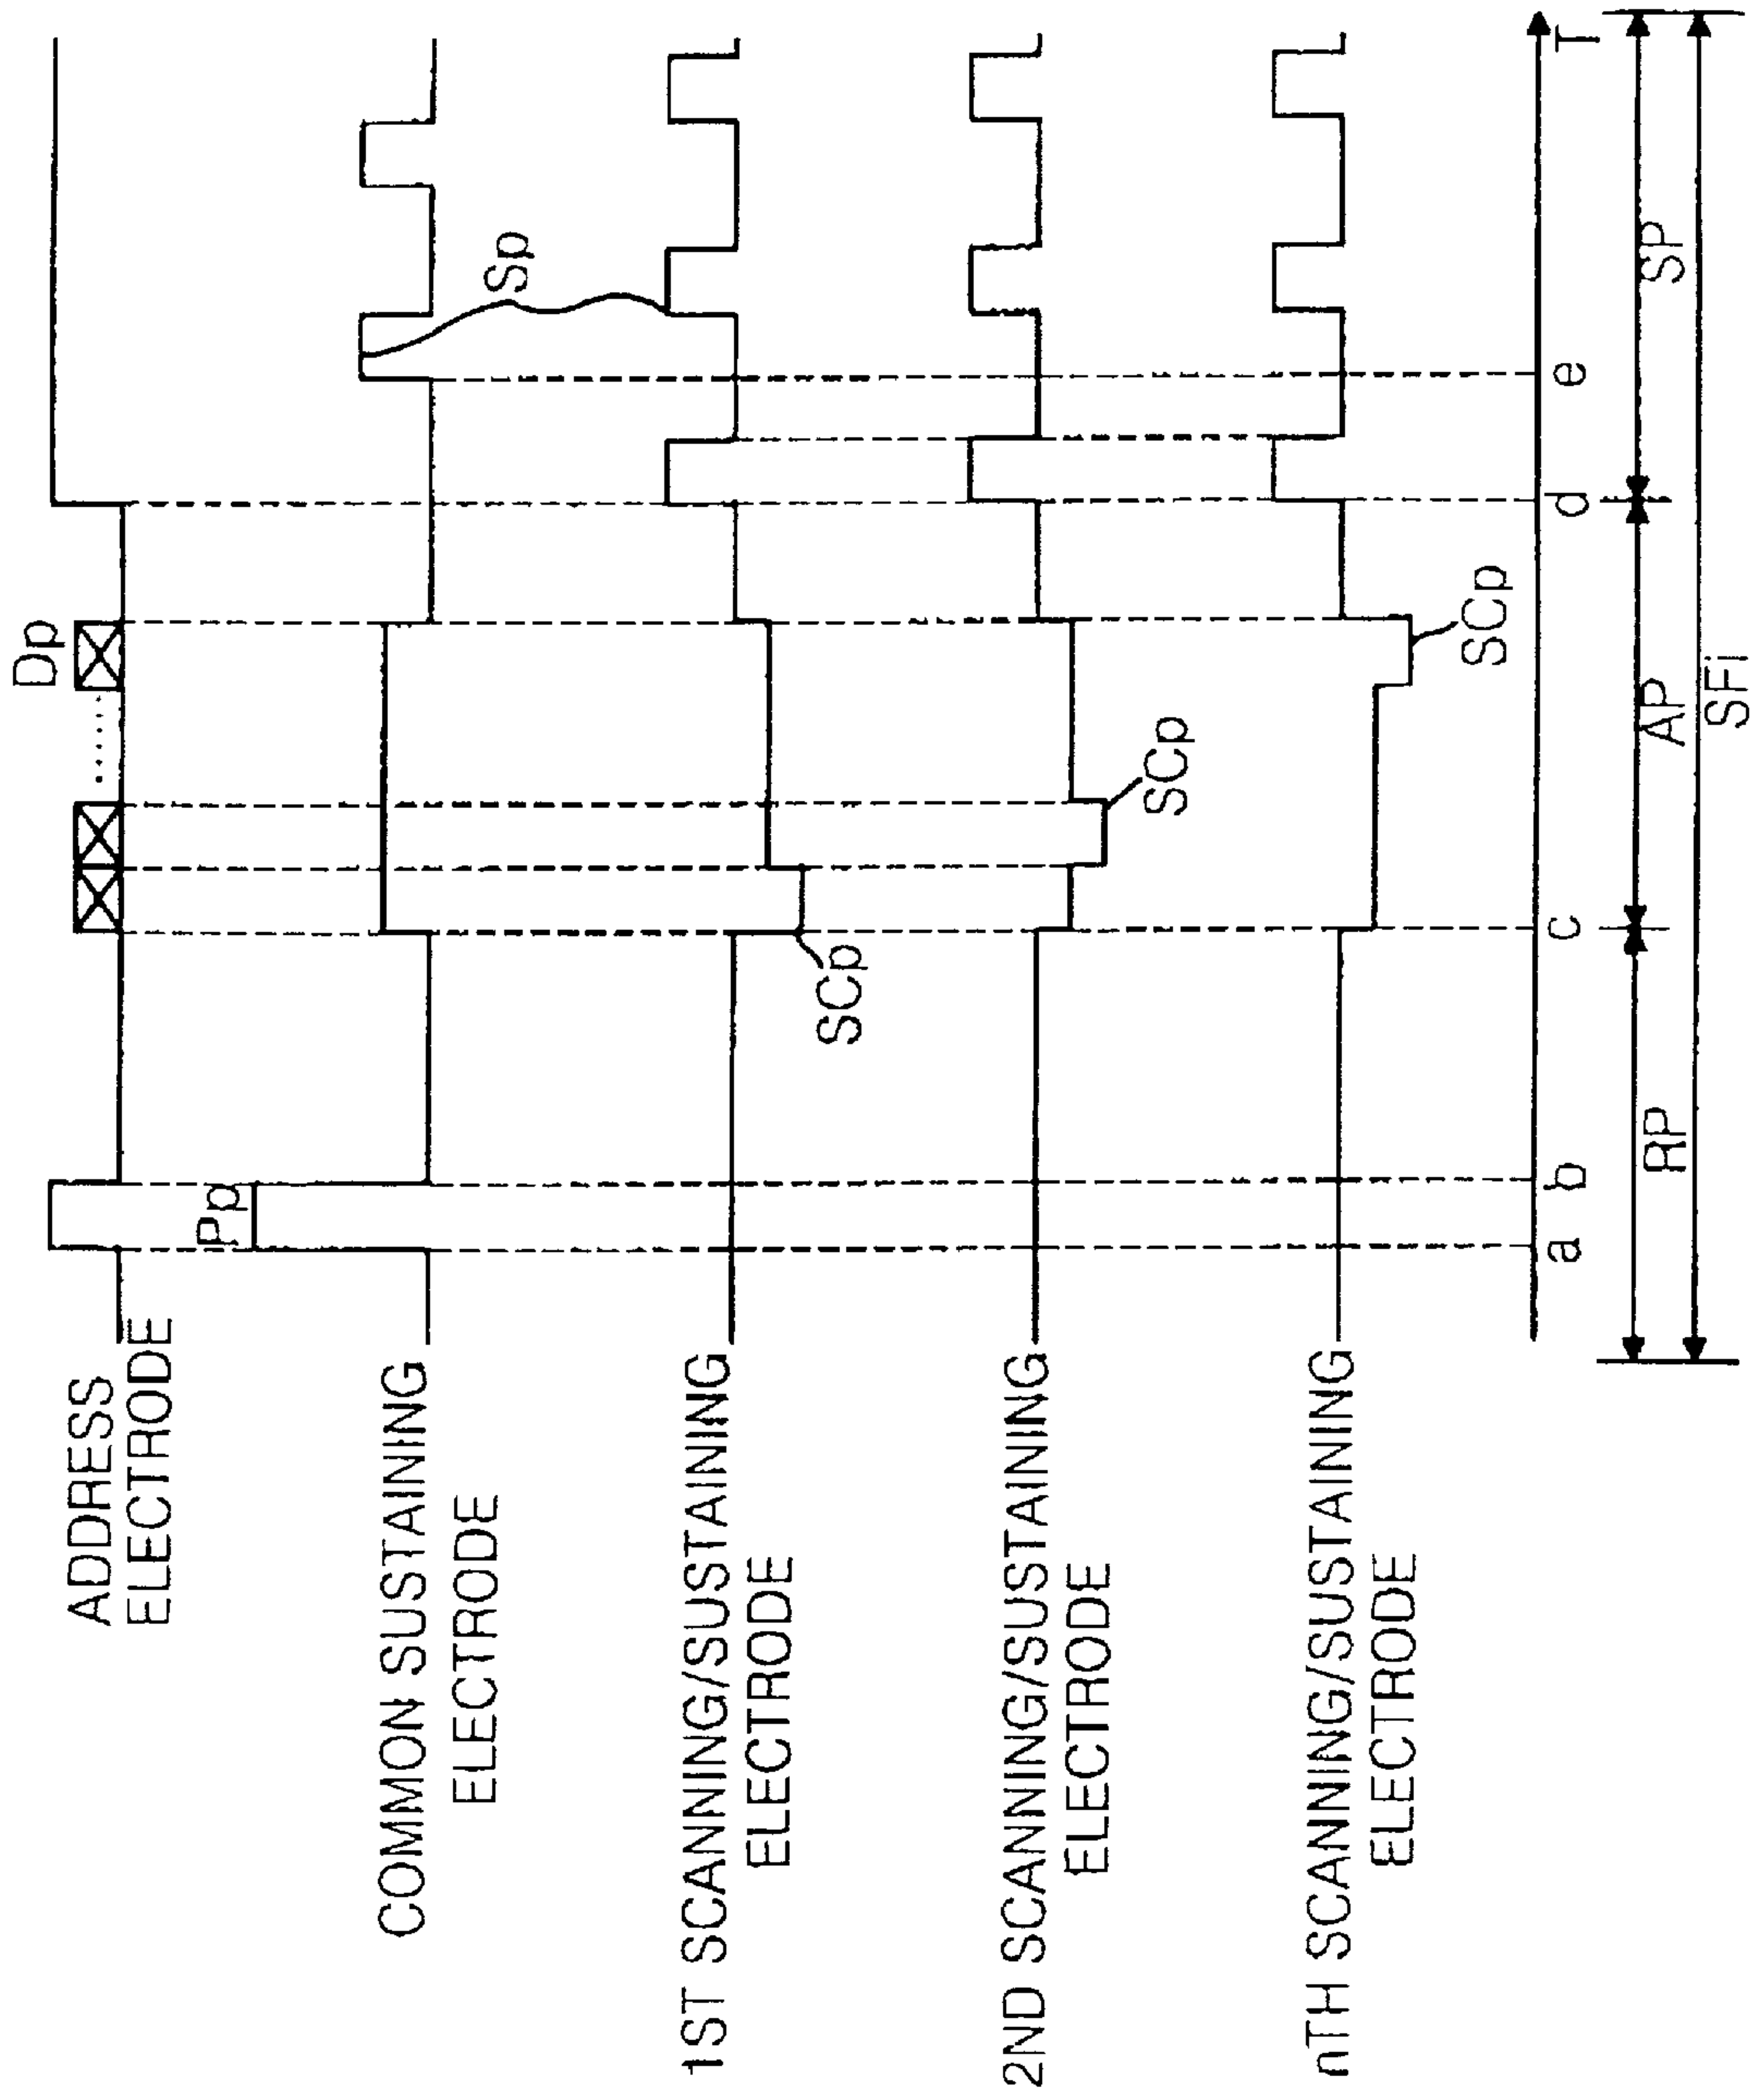 ADDRESS
ELECTRODE
Pp
Dp
COMMON SUSTAINING
ELECTRODE
Sp
1ST SCANNING/SUSTAINING
ELECTRODE
SCp
2ND SCANNING/SUSTAINING
ELECTRODE
SCp
nTH SCANNING/SUSTAINING
ELECTRODE
SCp
a b c d e T
RP AP SP
SFi